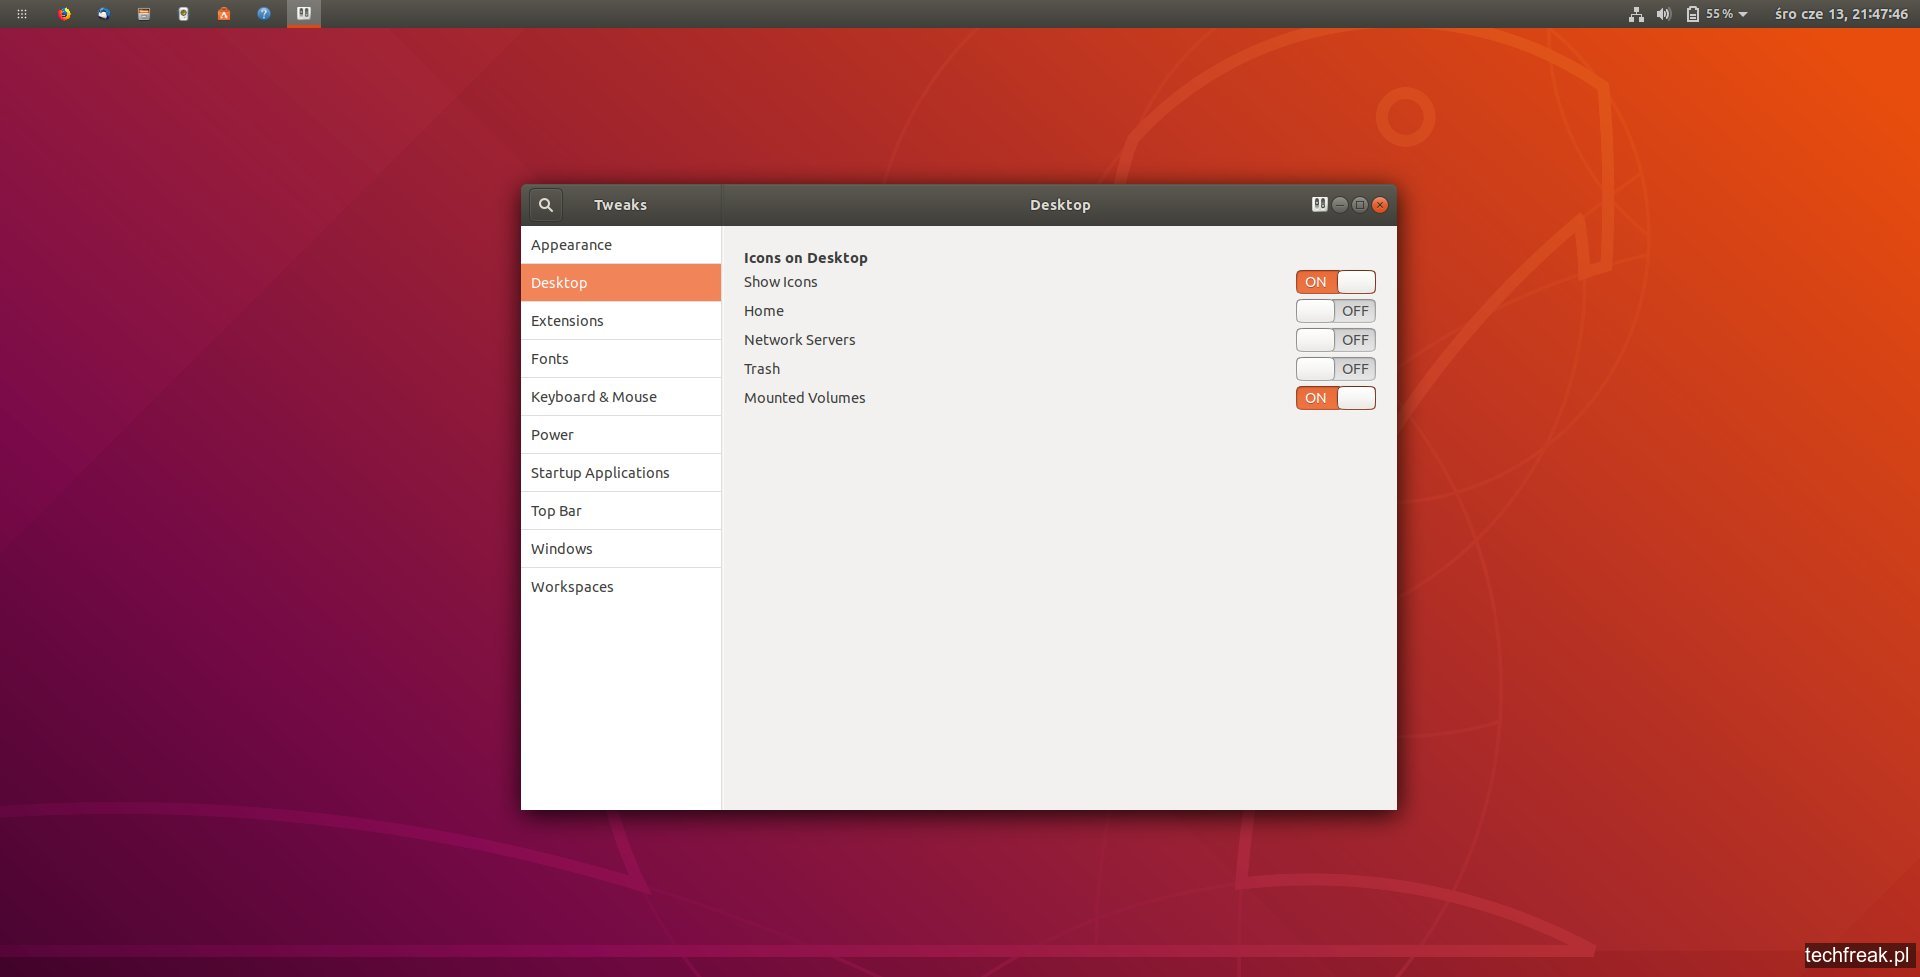 55 %
śro cze 13, 21:47:46
Tweaks
Desktop
Appearance
Desktop
Extensions
Fonts
Keyboard & Mouse
Power
Startup Applications
Top Bar
Windows
Workspaces
Icons on Desktop
Show Icons ON
Home OFF
Network Servers OFF
Trash OFF
Mounted Volumes ON
techfreak.pl